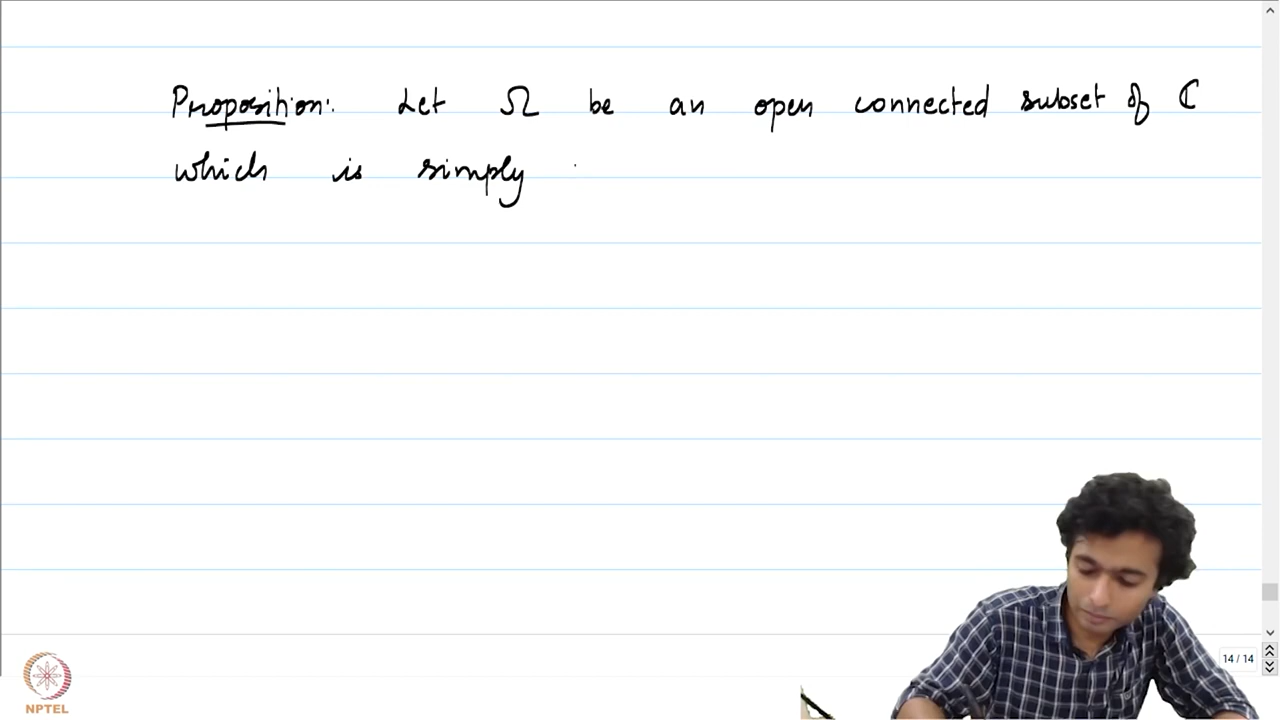 Proposition: Let Ω be an open connected subset of ℂ
which is simply
14 / 14
NPTEL